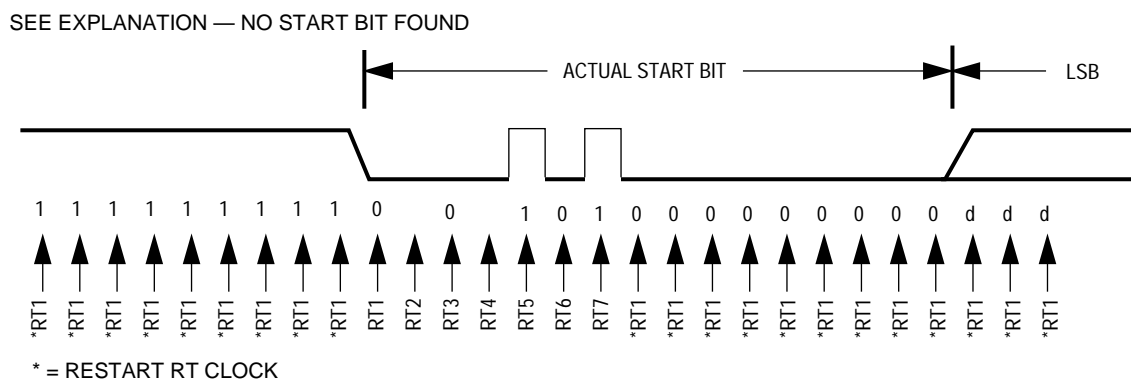 SEE EXPLANATION — NO START BIT FOUND
ACTUAL START BIT
LSB
1 1 1 1 1 1 1 1 1 0 0 1 0 1 0 0 0 0 0 0 0 0 0 d d d
*RT1 *RT1 *RT1 *RT1 *RT1 *RT1 *RT1 *RT1 *RT1 RT1 RT2 RT3 RT4 RT5 RT6 RT7 *RT1 *RT1 *RT1 *RT1 *RT1 *RT1 *RT1 *RT1 *RT1 *RT1 *RT1 *RT1
* = RESTART RT CLOCK